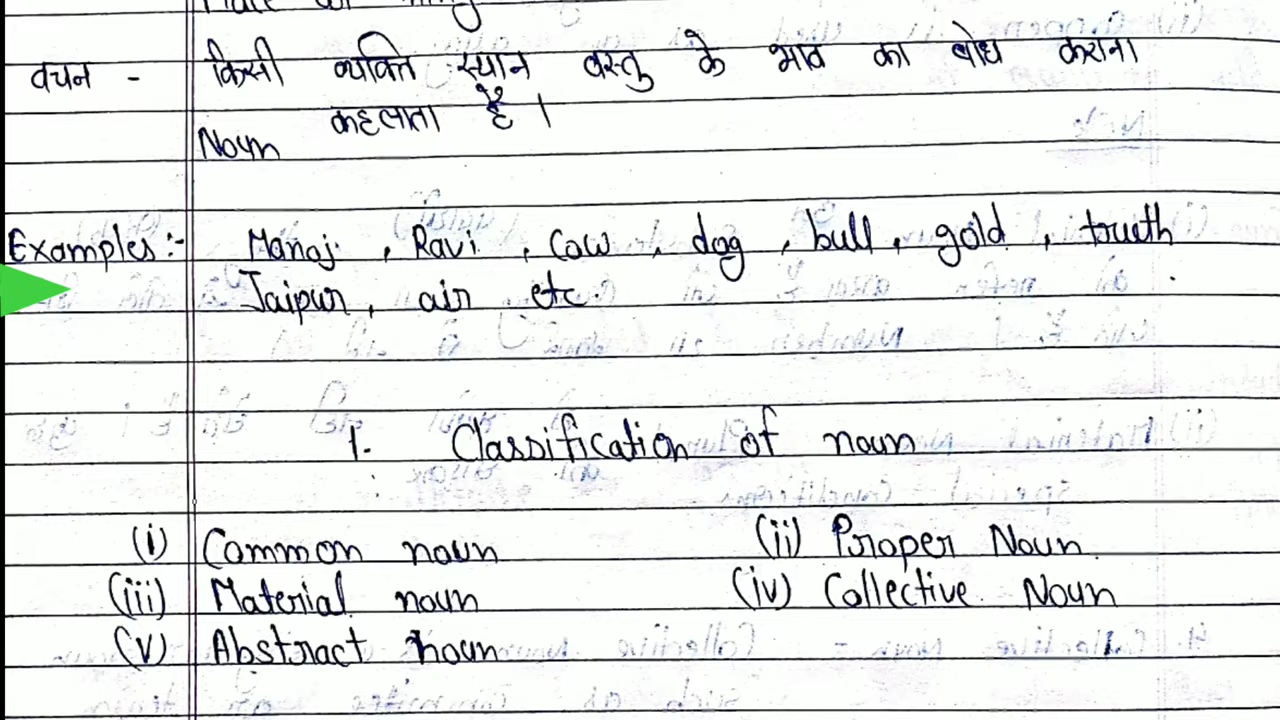 वचन - किसी व्यक्ति स्थान वस्तु के भाव का बोध कराना
Noun कहलाता है ।
Examples :- Manoj , Ravi , Cow , dog , bull , gold , trueth
Jaipur , air etc.
1. Classification of noun
(i) Common noun (ii) Proper Noun.
(iii) Material noun (iv) Collective Noun
(v) Abstract noun